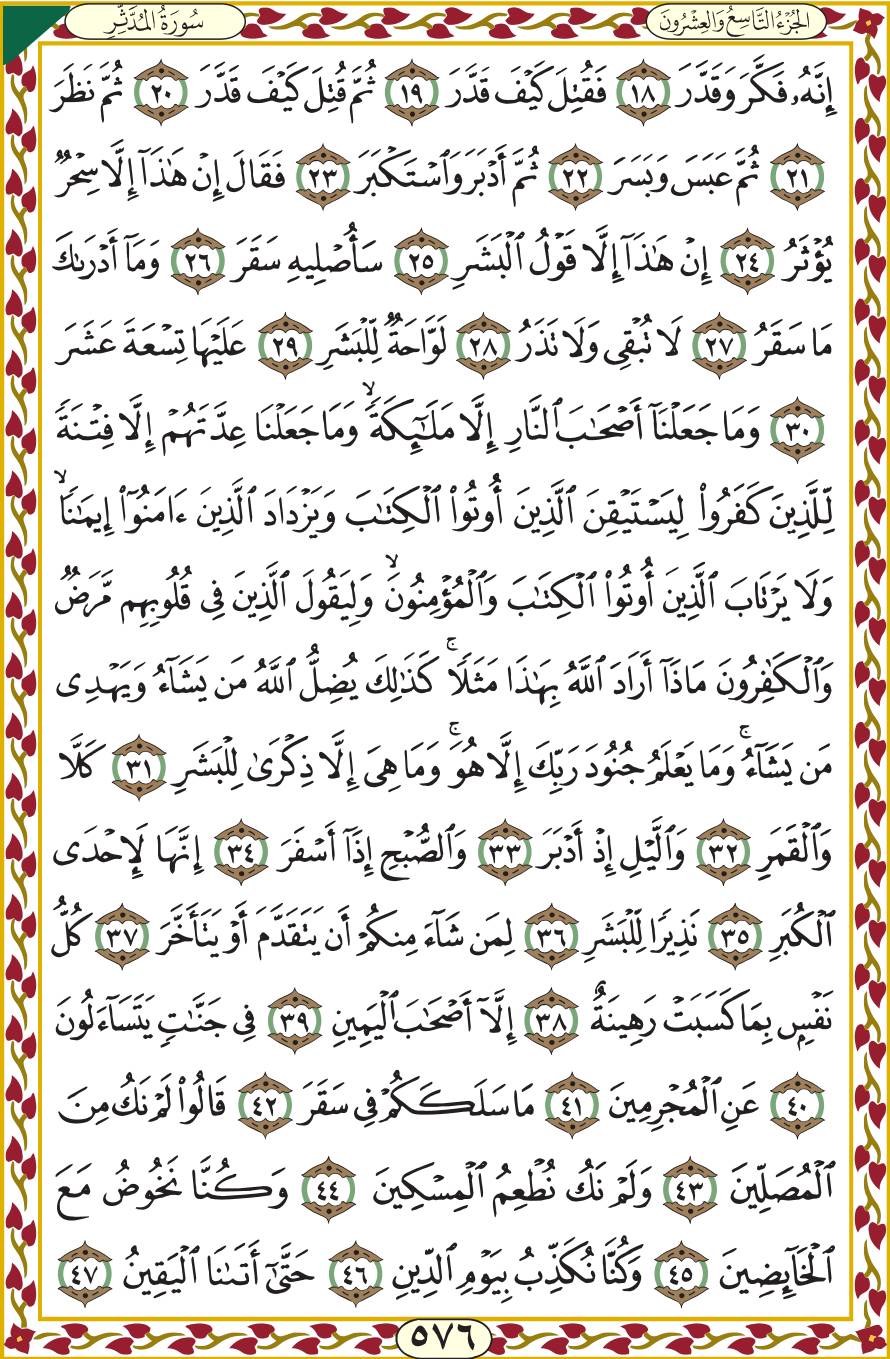 الجُزْءُ التَّاسِعُ وَالعِشْرُونَ
سُورَةُ المُدَّثِّرِ
إِنَّهُۥ فَكَّرَ وَقَدَّرَ ١٨ فَقُتِلَ كَيْفَ قَدَّرَ ١٩ ثُمَّ قُتِلَ كَيْفَ قَدَّرَ ٢٠ ثُمَّ نَظَرَ
٢١ ثُمَّ عَبَسَ وَبَسَرَ ٢٢ ثُمَّ أَدْبَرَ وَٱسْتَكْبَرَ ٢٣ فَقَالَ إِنْ هَٰذَآ إِلَّا سِحْرٌ
يُؤْثَرُ ٢٤ إِنْ هَٰذَآ إِلَّا قَوْلُ ٱلْبَشَرِ ٢٥ سَأُصْلِيهِ سَقَرَ ٢٦ وَمَآ أَدْرَىٰكَ
مَا سَقَرُ ٢٧ لَا تُبْقِى وَلَا تَذَرُ ٢٨ لَوَّاحَةٌ لِّلْبَشَرِ ٢٩ عَلَيْهَا تِسْعَةَ عَشَرَ
٣٠ وَمَا جَعَلْنَآ أَصْحَٰبَ ٱلنَّارِ إِلَّا مَلَٰٓئِكَةً ۙ وَمَا جَعَلْنَا عِدَّتَهُمْ إِلَّا فِتْنَةً
لِّلَّذِينَ كَفَرُوا۟ لِيَسْتَيْقِنَ ٱلَّذِينَ أُوتُوا۟ ٱلْكِتَٰبَ وَيَزْدَادَ ٱلَّذِينَ ءَامَنُوٓا۟ إِيمَٰنًا ۙ
وَلَا يَرْتَابَ ٱلَّذِينَ أُوتُوا۟ ٱلْكِتَٰبَ وَٱلْمُؤْمِنُونَ ۙ وَلِيَقُولَ ٱلَّذِينَ فِى قُلُوبِهِم مَّرَضٌ
وَٱلْكَٰفِرُونَ مَاذَآ أَرَادَ ٱللَّهُ بِهَٰذَا مَثَلًا ۚ كَذَٰلِكَ يُضِلُّ ٱللَّهُ مَن يَشَآءُ وَيَهْدِى
مَن يَشَآءُ ۚ وَمَا يَعْلَمُ جُنُودَ رَبِّكَ إِلَّا هُوَ ۚ وَمَا هِىَ إِلَّا ذِكْرَىٰ لِلْبَشَرِ ٣١ كَلَّا
وَٱلْقَمَرِ ٣٢ وَٱلَّيْلِ إِذْ أَدْبَرَ ٣٣ وَٱلصُّبْحِ إِذَآ أَسْفَرَ ٣٤ إِنَّهَا لَإِحْدَى
ٱلْكُبَرِ ٣٥ نَذِيرًا لِّلْبَشَرِ ٣٦ لِمَن شَآءَ مِنكُمْ أَن يَتَقَدَّمَ أَوْ يَتَأَخَّرَ ٣٧ كُلُّ
نَفْسٍۭ بِمَا كَسَبَتْ رَهِينَةٌ ٣٨ إِلَّآ أَصْحَٰبَ ٱلْيَمِينِ ٣٩ فِى جَنَّٰتٍ يَتَسَآءَلُونَ
٤٠ عَنِ ٱلْمُجْرِمِينَ ٤١ مَا سَلَكَكُمْ فِى سَقَرَ ٤٢ قَالُوا۟ لَمْ نَكُ مِنَ
ٱلْمُصَلِّينَ ٤٣ وَلَمْ نَكُ نُطْعِمُ ٱلْمِسْكِينَ ٤٤ وَكُنَّا نَخُوضُ مَعَ
ٱلْخَآئِضِينَ ٤٥ وَكُنَّا نُكَذِّبُ بِيَوْمِ ٱلدِّينِ ٤٦ حَتَّىٰٓ أَتَىٰنَا ٱلْيَقِينُ ٤٧
٥٧٦